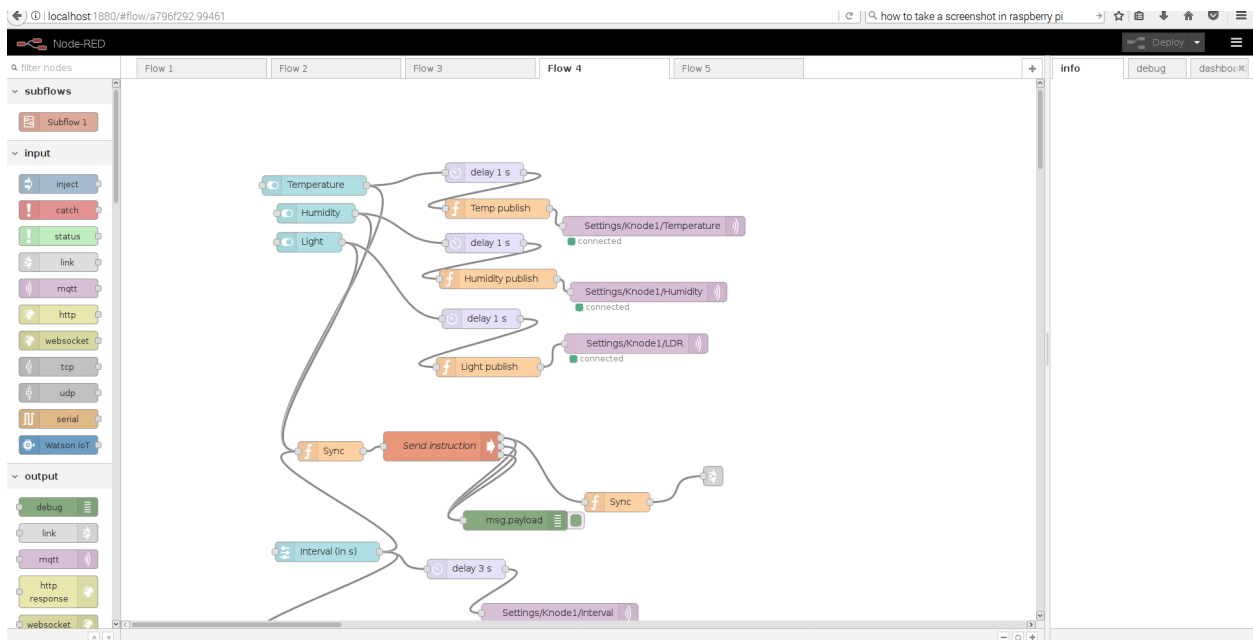 localhost:1880/#flow/a796f292.99461
how to take a screenshot in raspberry pi
Node-RED
Deploy
filter nodes
Flow 1
Flow 2
Flow 3
Flow 4
Flow 5
info
debug
subflows
Subflow 1
input
inject
catch
status
link
mqtt
http
websocket
tcp
udp
serial
Watson IoT
output
debug
link
mqtt
http
response
websocket
Temperature
delay 1 s
Temp publish
Settings/Knode1/Temperature
connected
Humidity
delay 1 s
Humidity publish
Settings/Knode1/Humidity
connected
Light
delay 1 s
Light publish
Settings/Knode1/LDR
connected
Sync
Send instruction
Sync
msg.payload
Interval (in s)
delay 3 s
Settings/Knode1/Interval